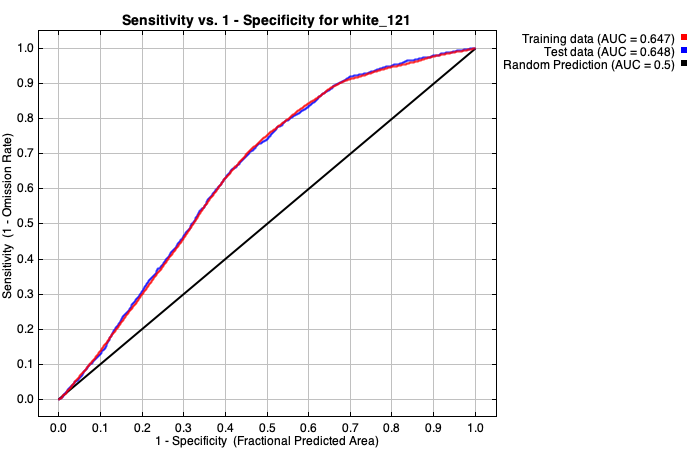 Sensitivity vs. 1 - Specificity for white_121
Training data (AUC = 0.647)
Test data (AUC = 0.648)
Random Prediction (AUC = 0.5)
Sensitivity (1 - Omission Rate)
1.0
0.9
0.8
0.7
0.6
0.5
0.4
0.3
0.2
0.1
0.0
0.0 0.1 0.2 0.3 0.4 0.5 0.6 0.7 0.8 0.9 1.0
1 - Specificity (Fractional Predicted Area)